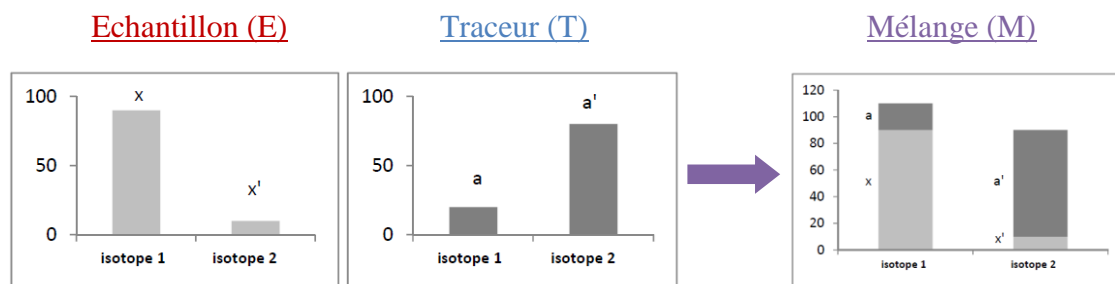 Echantillon (E)
Traceur (T)
Mélange (M)
100
50
0
x
x'
isotope 1
isotope 2
100
50
0
a
a'
isotope 1
isotope 2
120
100
80
60
40
20
0
a
x
a'
x'
isotope 1
isotope 2